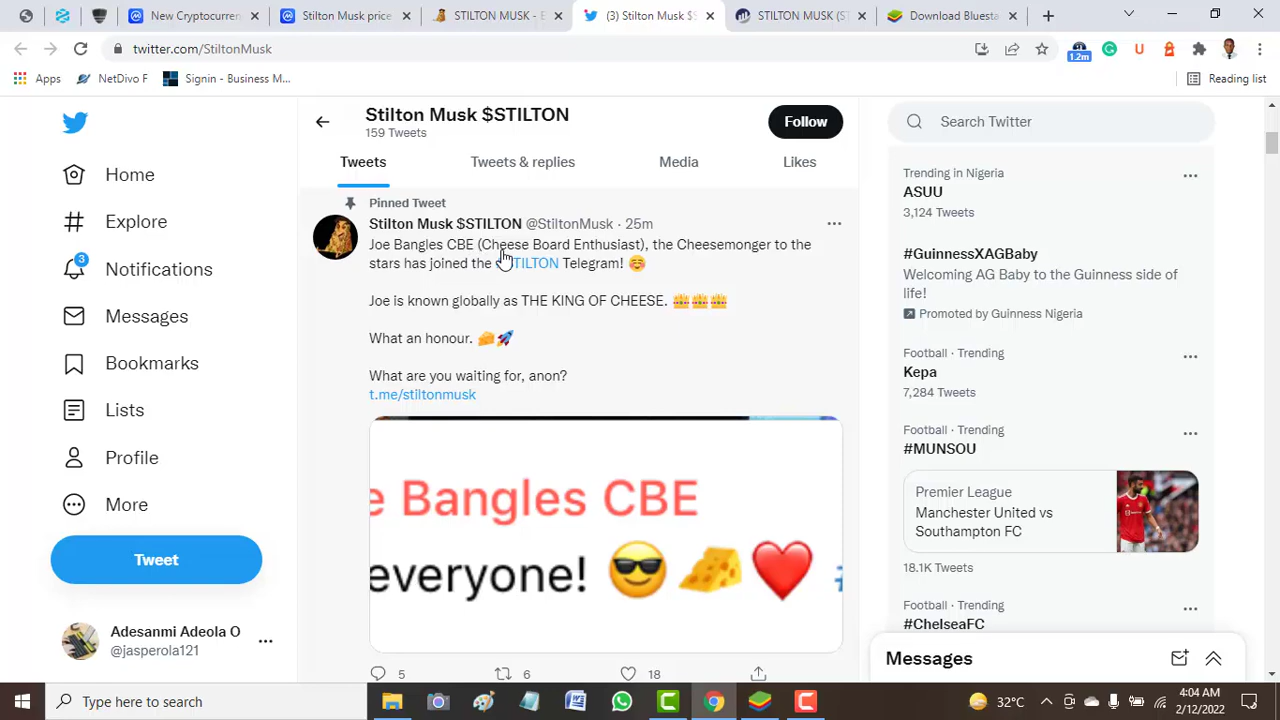 New Cryptocurren
Stilton Musk price
STILTON MUSK - E
(3) Stilton Musk $S
STILTON MUSK (ST
Download Bluesta
twitter.com/StiltonMusk
1.2m
Apps
NetDivo F
Signin - Business M...
Reading list
Home
Explore
3
Notifications
Messages
Bookmarks
Lists
Profile
More
Tweet
Adesanmi Adeola O
@jasperola121
Stilton Musk $STILTON
159 Tweets
Follow
Tweets
Tweets & replies
Media
Likes
Pinned Tweet
Stilton Musk $STILTON @StiltonMusk · 25m
Joe Bangles CBE (Cheese Board Enthusiast), the Cheesemonger to the
stars has joined the TILTON Telegram! ☺️
Joe is known globally as THE KING OF CHEESE. 👑👑👑
What an honour. 🧀🚀
What are you waiting for, anon?
t.me/stiltonmusk
e Bangles CBE
everyone! 😎🧀❤️
5
6
18
Search Twitter
Trending in Nigeria
ASUU
3,124 Tweets
#GuinnessXAGBaby
Welcoming AG Baby to the Guinness side of
life!
Promoted by Guinness Nigeria
Football · Trending
Kepa
7,284 Tweets
Football · Trending
#MUNSOU
Premier League
Manchester United vs
Southampton FC
18.1K Tweets
Football · Trending
#ChelseaFC
Messages
Type here to search
32°C
4:04 AM
2/12/2022